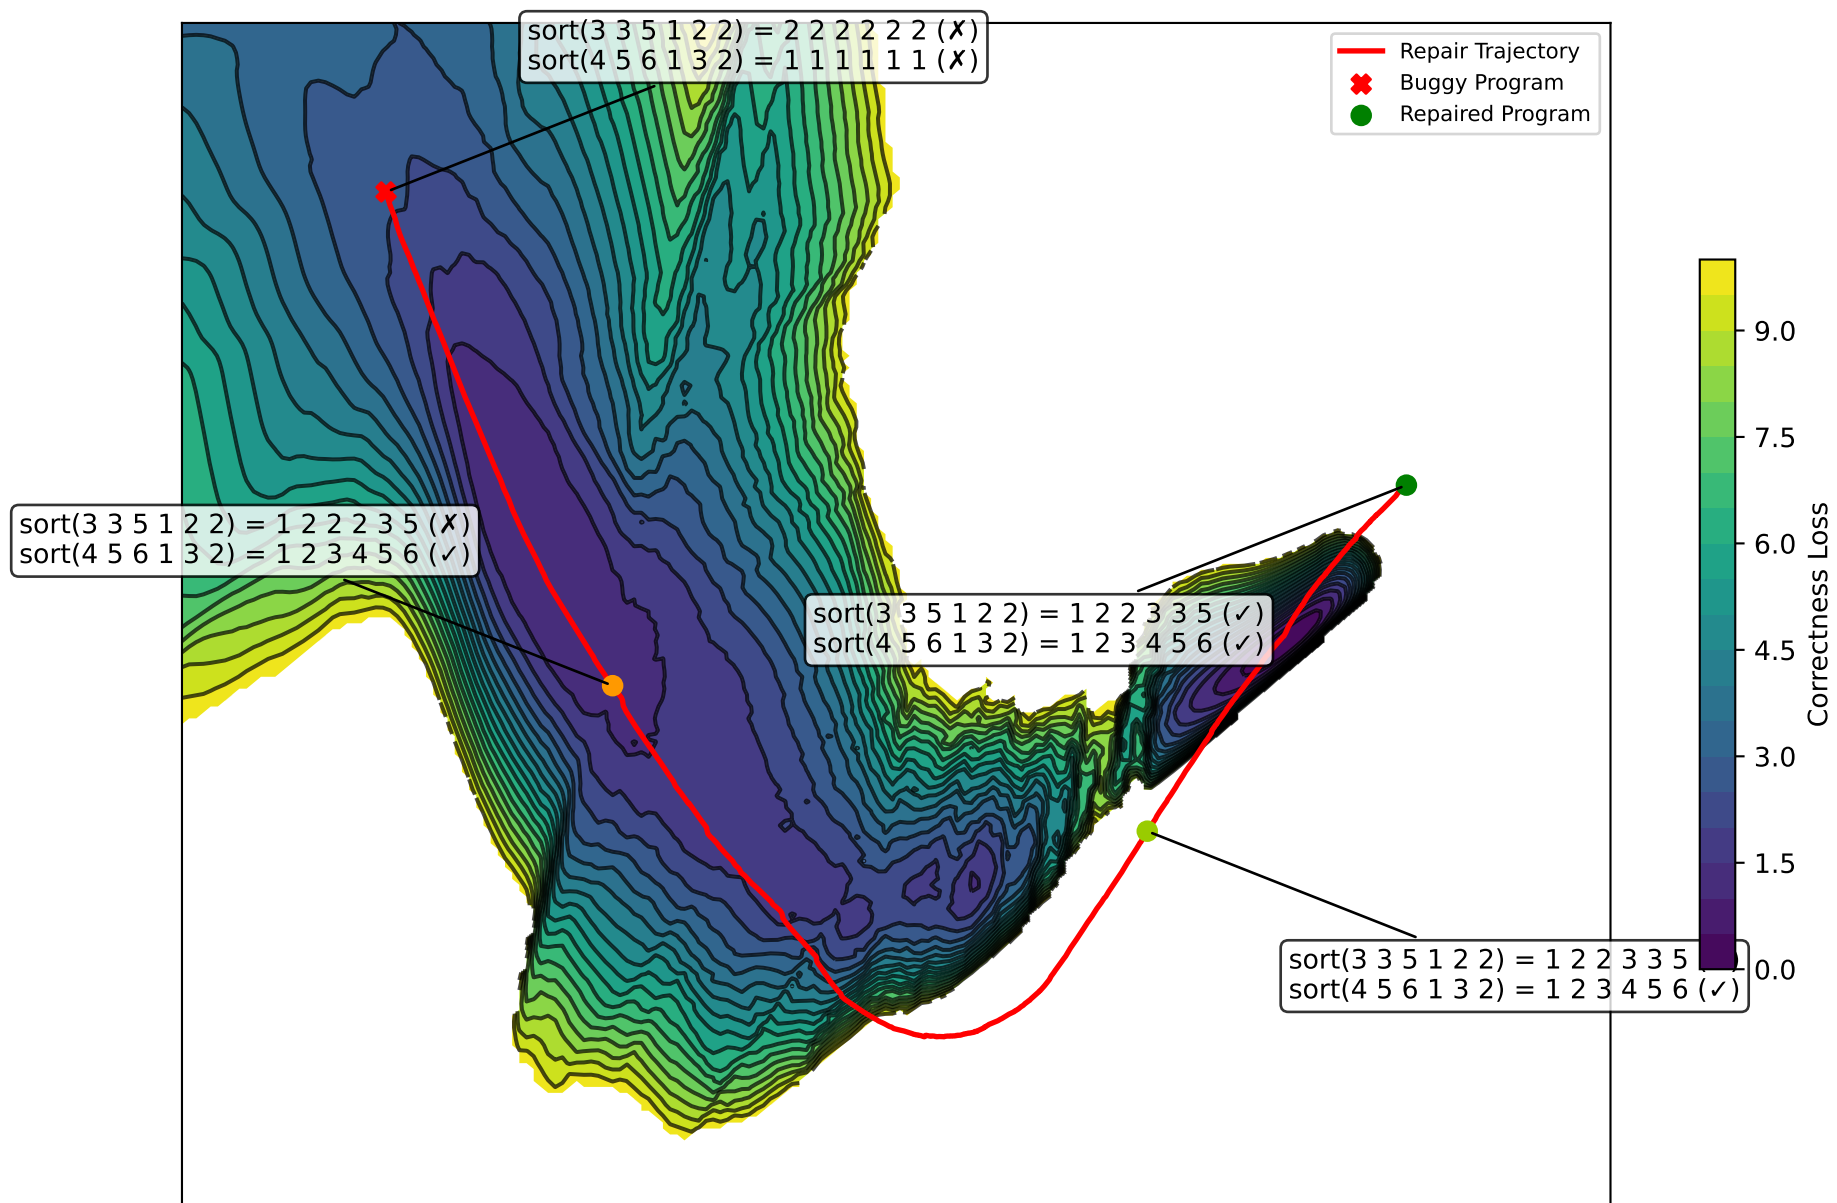 sort(3 3 5 1 2 2) = 2 2 2 2 2 2 (✗)
sort(4 5 6 1 3 2) = 1 1 1 1 1 1 (✗)
Repair Trajectory
Buggy Program
Repaired Program
sort(3 3 5 1 2 2) = 1 2 2 2 3 5 (✗)
sort(4 5 6 1 3 2) = 1 2 3 4 5 6 (✓)
sort(3 3 5 1 2 2) = 1 2 2 3 3 5 (✓)
sort(4 5 6 1 3 2) = 1 2 3 4 5 6 (✓)
sort(3 3 5 1 2 2) = 1 2 2 3 3 5
sort(4 5 6 1 3 2) = 1 2 3 4 5 6 (✓)
9.0
7.5
6.0
4.5
3.0
1.5
0.0
Correctness Loss